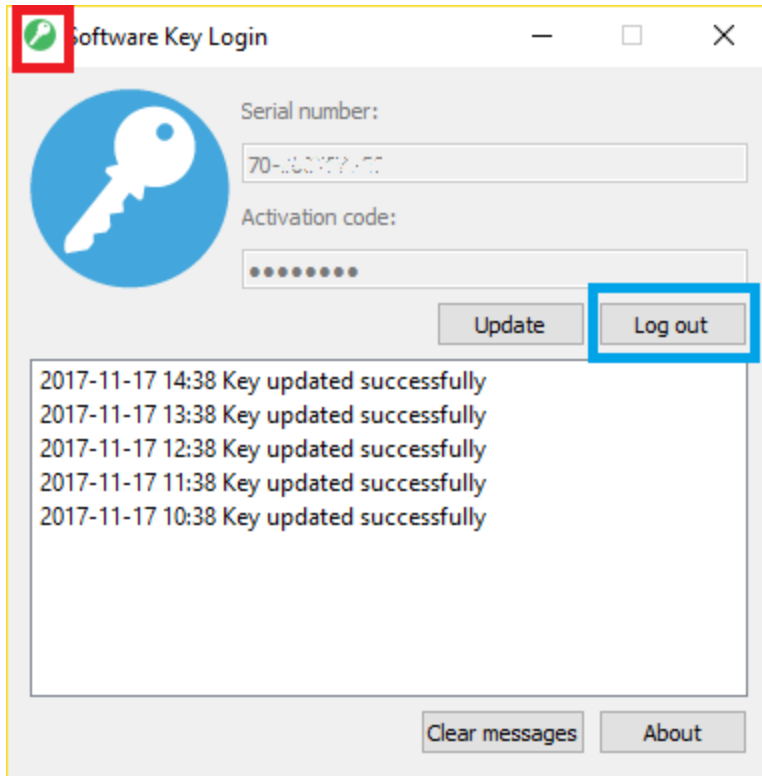 Software Key Login
Serial number:
70-
Activation code:
••••••••
Update
Log out
2017-11-17 14:38 Key updated successfully
2017-11-17 13:38 Key updated successfully
2017-11-17 12:38 Key updated successfully
2017-11-17 11:38 Key updated successfully
2017-11-17 10:38 Key updated successfully
Clear messages
About